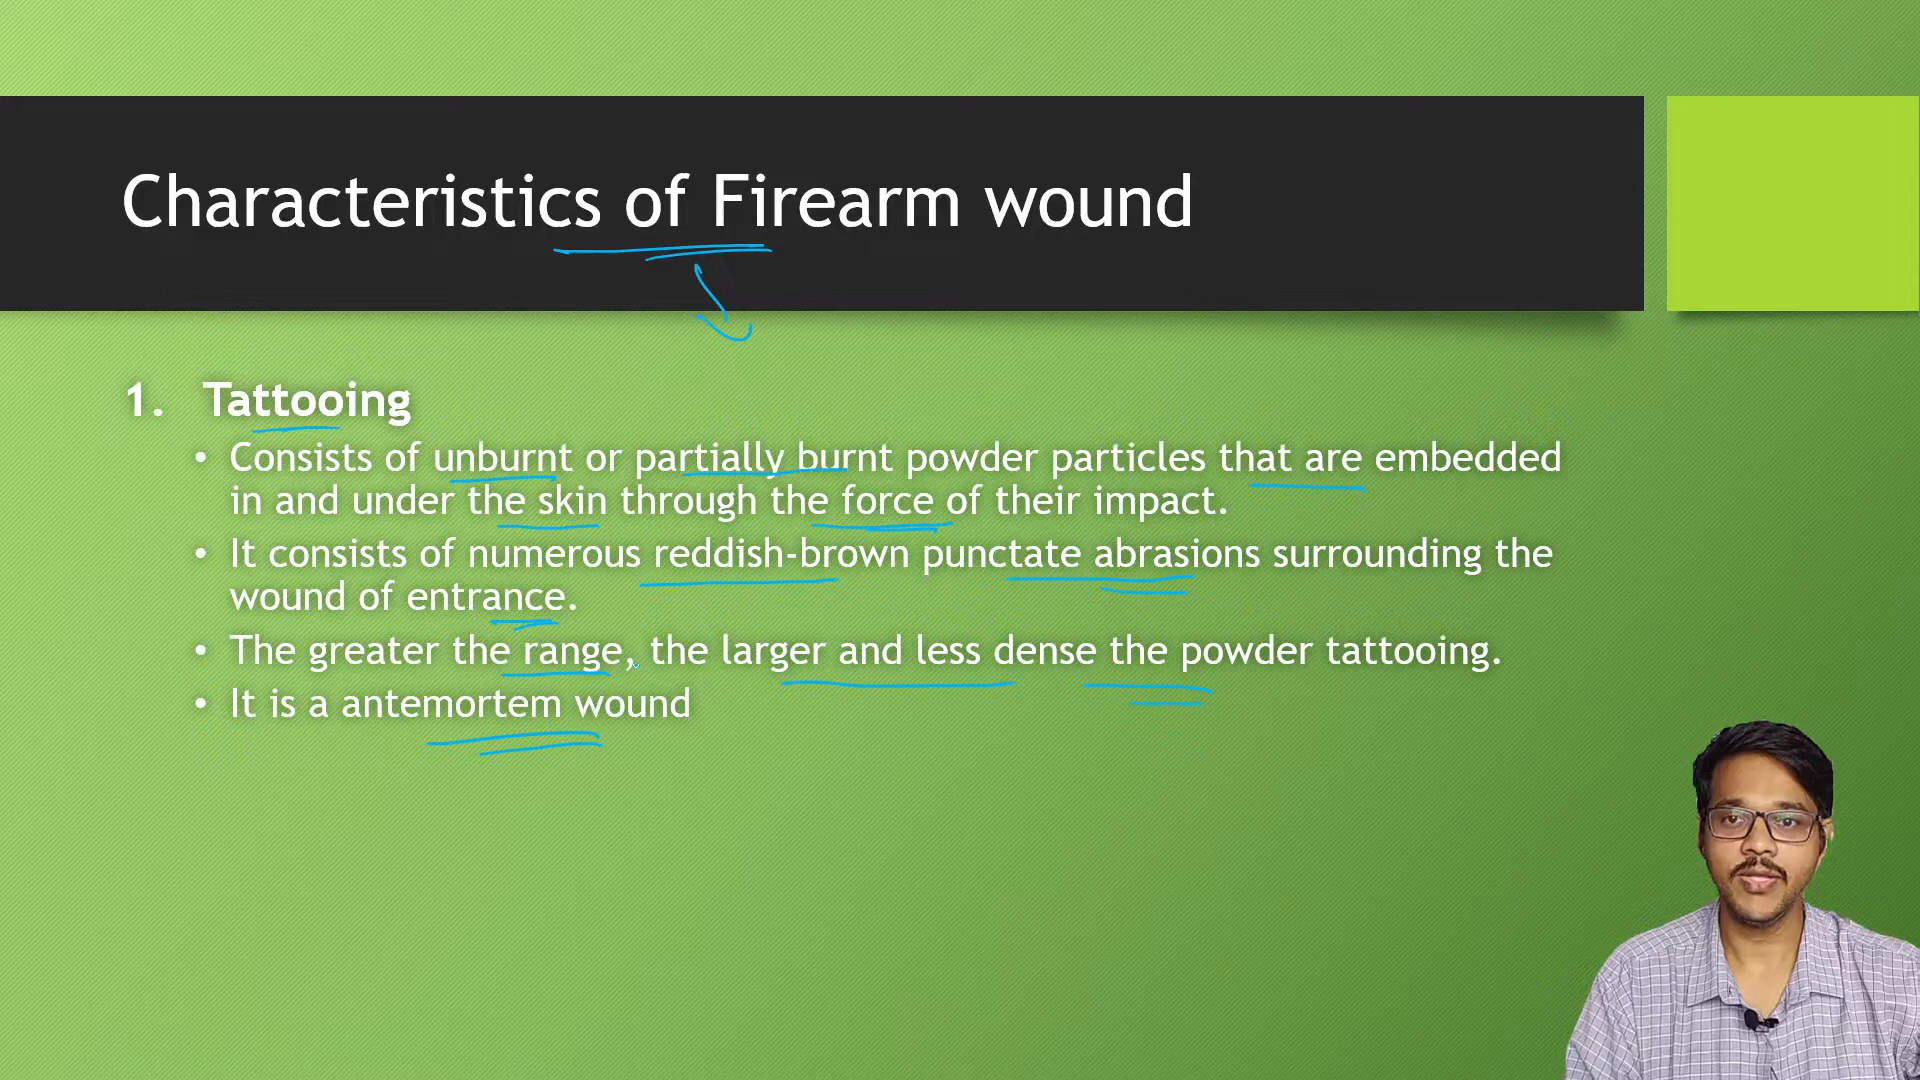 Characteristics of Firearm wound
1. Tattooing
• Consists of unburnt or partially burnt powder particles that are embedded
in and under the skin through the force of their impact.
• It consists of numerous reddish-brown punctate abrasions surrounding the
wound of entrance.
• The greater the range, the larger and less dense the powder tattooing.
• It is a antemortem wound